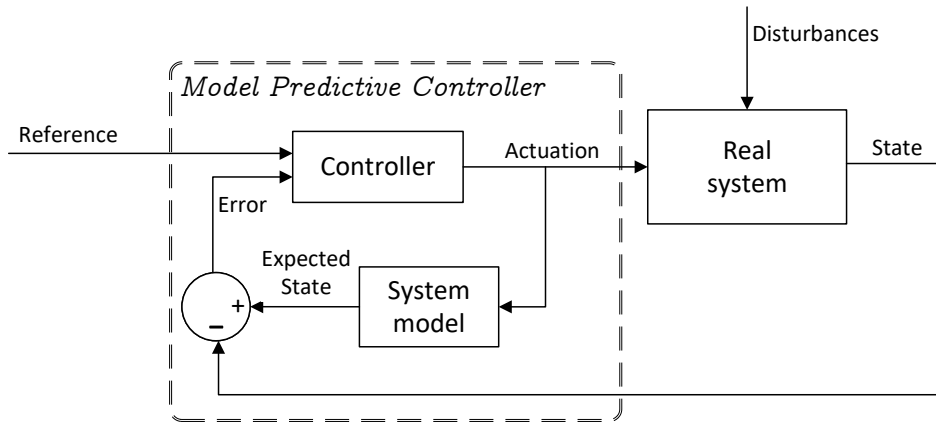 Disturbances
Model Predictive Controller
Reference
Controller
Actuation
Real
system
State
Error
Expected
State
System
model
+
−